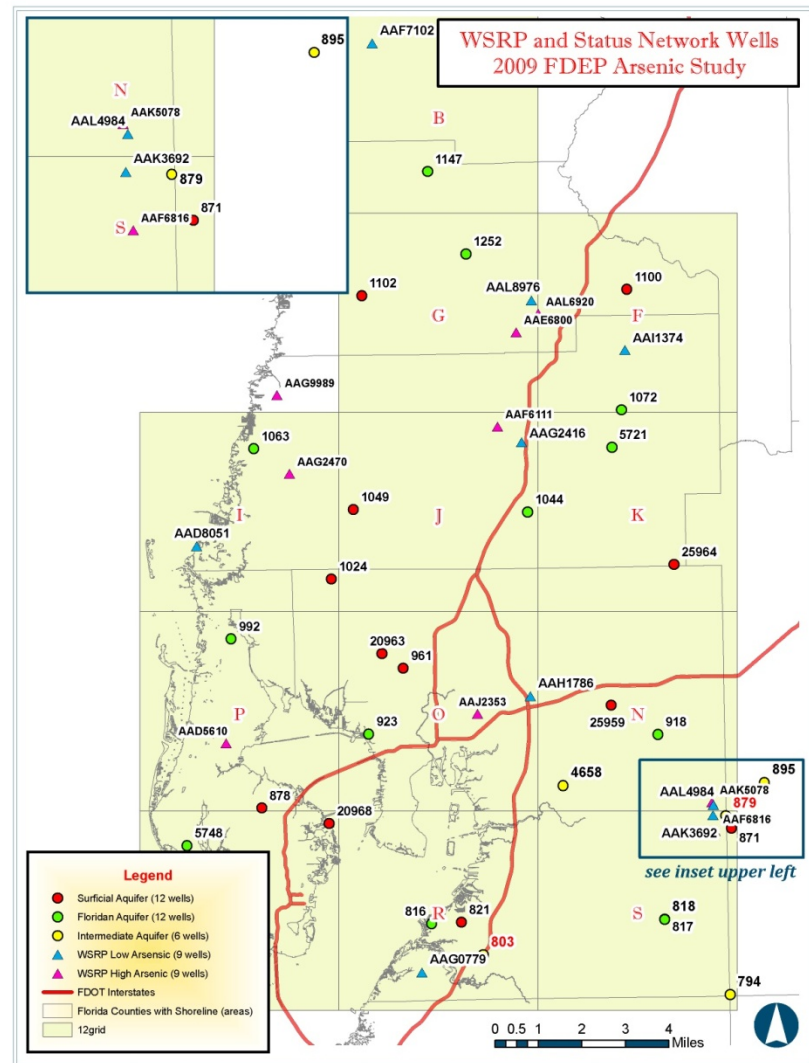 WSRP and Status Network Wells
2009 FDEP Arsenic Study
AAF7102
895
N
AAK5078
AAL4984
AAK3692
879
871
AAF6816
S
B
1147
1252
1102
AAL8976
AAL6920
1100
G
F
AAE6800
AAI1374
AAG9989
1072
AAF6111
1063
AAG2416
5721
AAG2470
1049
1044
I
J
K
AAD8051
25964
1024
992
20963
961
AAH1786
AAJ2353
P
O
N
25959
923
918
AAD5610
4658
895
AAL4984
AAK5078
879
AAF6816
AAK3692
871
878
20968
5748
see inset upper left
Legend
Surficial Aquifer (12 wells)
Floridan Aquifer (12 wells)
Intermediate Aquifer (6 wells)
WSRP Low Arsensic (9 wells)
WSRP High Arsenic (9 wells)
FDOT Interstates
Florida Counties with Shoreline (areas)
12grid
816
R
821
S
818
817
803
AAG0779
794
0 0.5 1 2 3 4
Miles